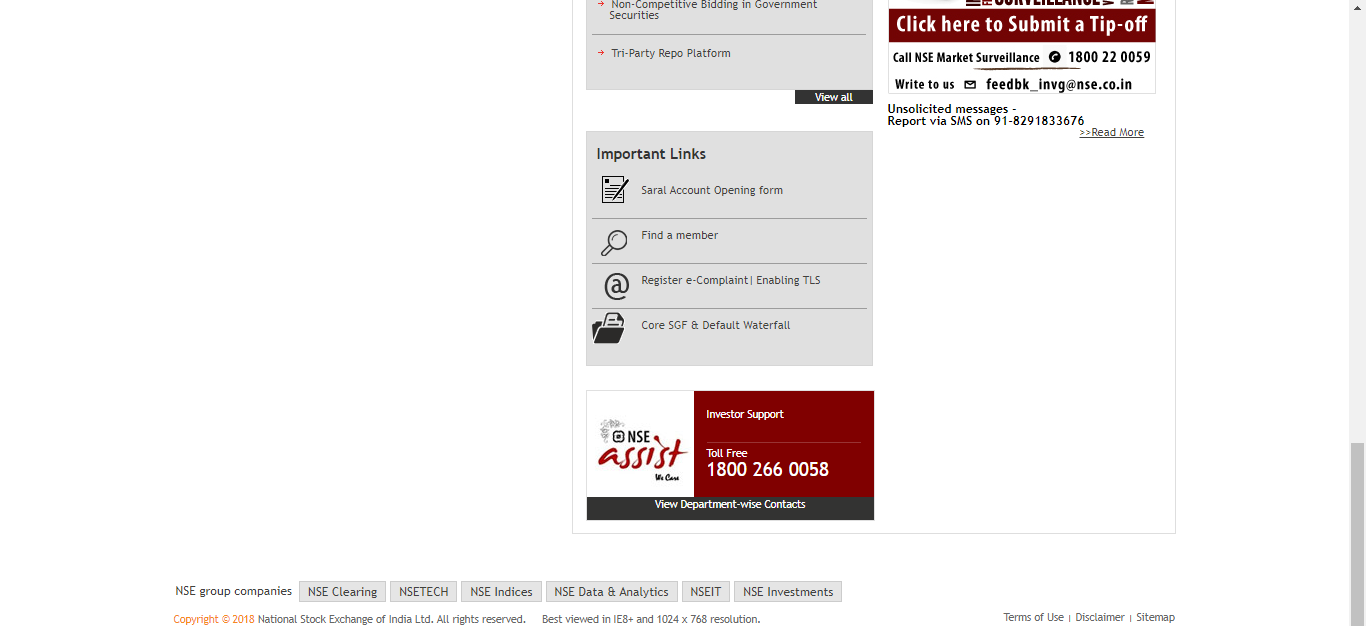 → Non-Competitive Bidding in Government
Securities
→ Tri-Party Repo Platform
View all
Important Links
Saral Account Opening form
Find a member
@ Register e-Complaint| Enabling TLS
Core SGF & Default Waterfall
NSE
assist
We Care
Investor Support
Toll Free
1800 266 0058
View Department-wise Contacts
Click here to Submit a Tip-off
Call NSE Market Surveillance 1800 22 0059
Write to us feedbk_invg@nse.co.in
Unsolicited messages -
Report via SMS on 91-8291833676
>>Read More
NSE group companies NSE Clearing NSETECH NSE Indices NSE Data & Analytics NSEIT NSE Investments
Copyright © 2018 National Stock Exchange of India Ltd. All rights reserved. Best viewed in IE8+ and 1024 x 768 resolution.
Terms of Use | Disclaimer | Sitemap